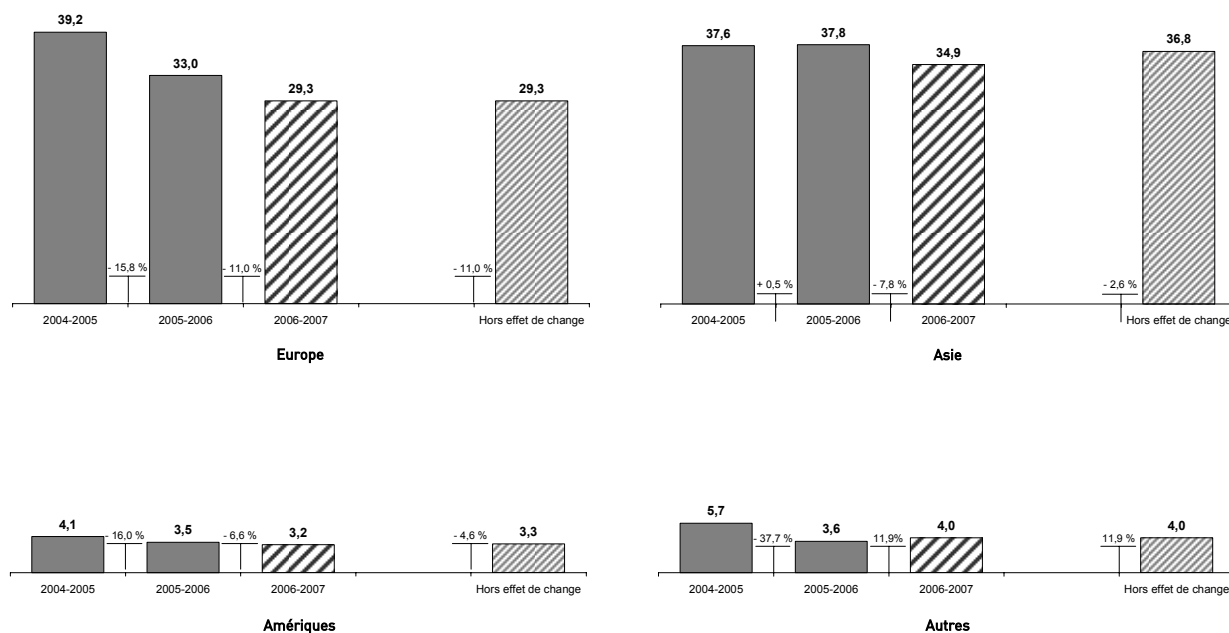 39,2
33,0
29,3
29,3
- 15,8 %
- 11,0 %
- 11,0 %
2004-2005
2005-2006
2006-2007
Hors effet de change
Europe
37,6
37,8
34,9
36,8
+ 0,5 %
- 7,8 %
- 2,6 %
2004-2005
2005-2006
2006-2007
Hors effet de change
Asie
4,1
3,5
3,2
3,3
- 16,0 %
- 6,6 %
- 4,6 %
2004-2005
2005-2006
2006-2007
Hors effet de change
Amériques
5,7
3,6
4,0
4,0
- 37,7 %
11,9 %
11,9 %
2004-2005
2005-2006
2006-2007
Hors effet de change
Autres